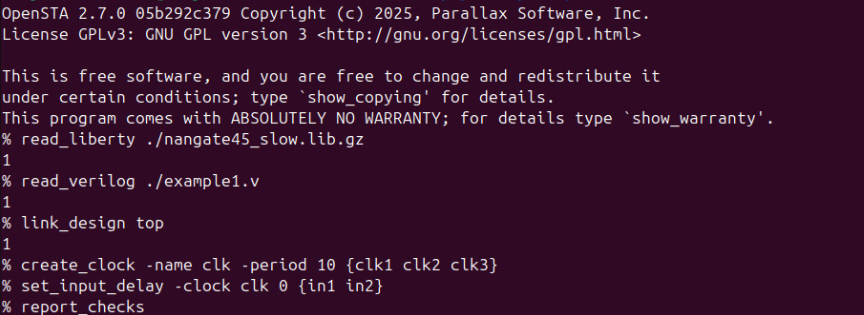 OpenSTA 2.7.0 05b292c379 Copyright (c) 2025, Parallax Software, Inc.
License GPLv3: GNU GPL version 3 <http://gnu.org/licenses/gpl.html>

This is free software, and you are free to change and redistribute it
under certain conditions; type `show_copying' for details.
This program comes with ABSOLUTELY NO WARRANTY; for details type `show_warranty'.
% read_liberty ./nangate45_slow.lib.gz
1
% read_verilog ./example1.v
1
% link_design top
1
% create_clock -name clk -period 10 {clk1 clk2 clk3}
% set_input_delay -clock clk 0 {in1 in2}
% report_checks